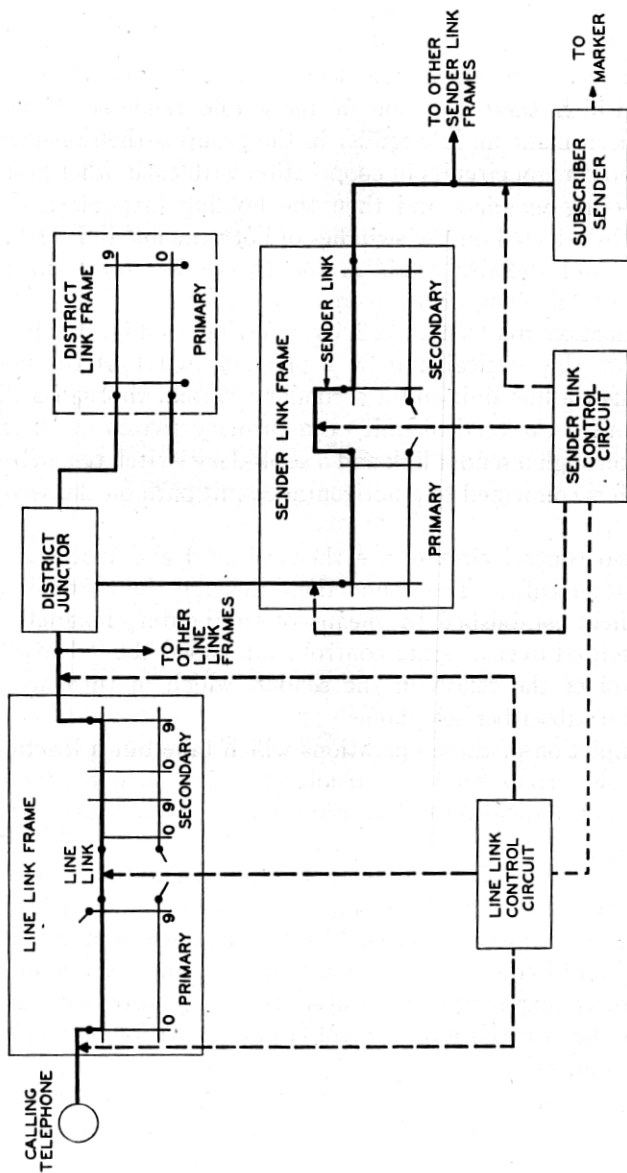 CALLING
TELEPHONE
LINE LINK FRAME
LINE
LINK
PRIMARY
0
9
SECONDARY
0
9
0
9
TO OTHER
LINE
LINK
FRAMES
DISTRICT
JUNCTOR
DISTRICT
LINK FRAME
9
0
PRIMARY
SENDER LINK FRAME
SENDER LINK
PRIMARY
SECONDARY
TO OTHER
SENDER LINK
FRAMES
LINE LINK
CONTROL
CIRCUIT
SENDER LINK
CONTROL
CIRCUIT
SUBSCRIBER
SENDER
TO
MARKER